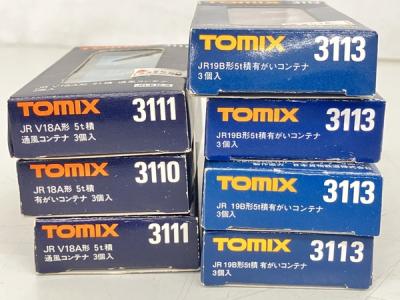 TOMIX 3111
JR V18A形 5t積
通風コンテナ 3個入
TOMIX 3110
JR 18A形 5t積
有がいコンテナ 3個入
TOMIX 3111
JR V18A形 5t積
通風コンテナ 3個入
TOMIX 3113
JR19B形5t積有がいコンテナ
3個入
TOMIX 3113
JR19B形5t積 有がいコンテナ
3個入
TOMIX 3113
JR 19B形5t積 有がいコンテナ
3個入
TOMIX 3113
JR 19B形5t積 有がいコンテナ
3個入